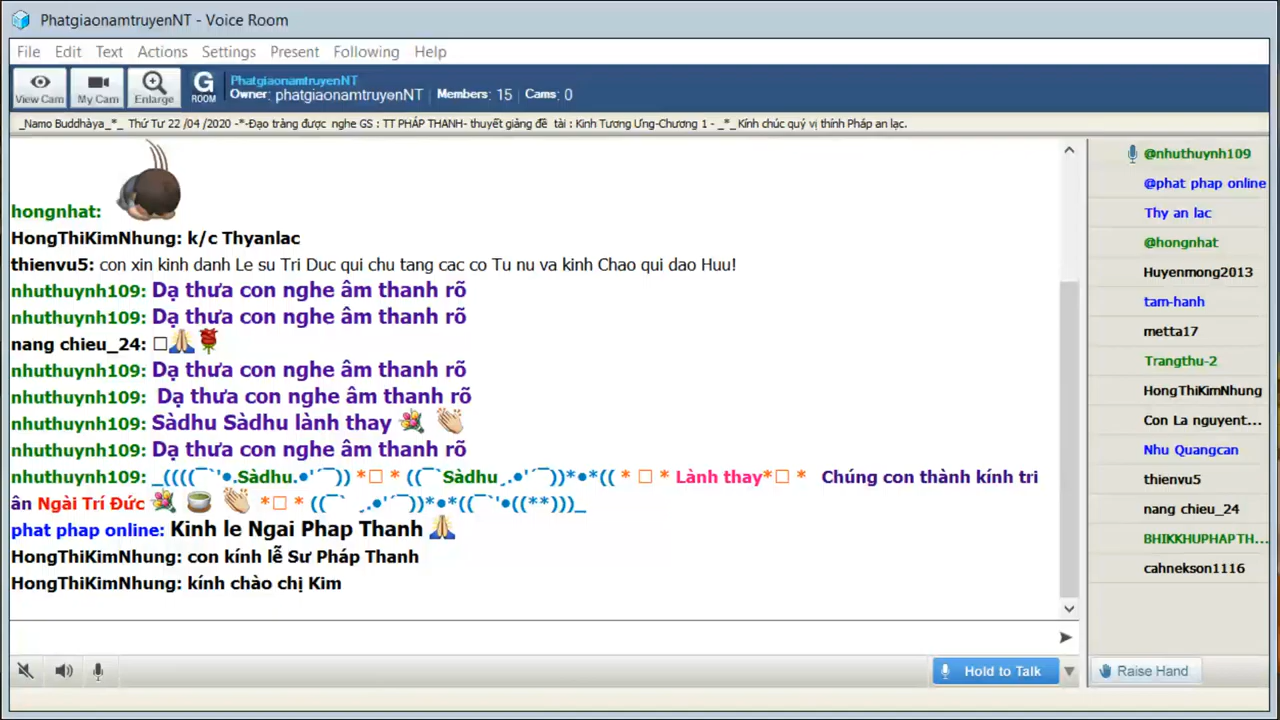 PhatgiaonamtruyenNT - Voice Room
File Edit Text Actions Settings Present Following Help
View Cam My Cam Enlarge G ROOM
PhatgiaonamtruyenNT
Owner: phatgiaonamtruyenNT Members: 15 Cams: 0
_Namo Buddhàya_*_ Thứ Tư 22 /04 /2020 -*-Đạo tràng được nghe GS : TT PHÁP THANH- thuyết giảng đề tài : Kinh Tương Ưng-Chương 1 - _*_ Kính chúc quý vị thính Pháp an lạc.
hongnhat:
HongThiKimNhung: k/c Thyanlac
thienvu5: con xin kinh danh Le su Tri Duc qui chu tang cac co Tu nu va kinh Chao qui dao Huu!
nhuthuynh109: Dạ thưa con nghe âm thanh rõ
nhuthuynh109: Dạ thưa con nghe âm thanh rõ
nang chieu_24: □🙏🌹
nhuthuynh109: Dạ thưa con nghe âm thanh rõ
nhuthuynh109: Dạ thưa con nghe âm thanh rõ
nhuthuynh109: Sàdhu Sàdhu lành thay 💐 👏
nhuthuynh109: Dạ thưa con nghe âm thanh rõ
nhuthuynh109: _((((¯`'●.Sàdhu.●'´¯)) *□ * ((¯`Sàdhu¸.●'´¯))*●*(( * □ * Lành thay*□ * Chúng con thành kính tri
ân Ngài Trí Đức 💐 🍵 👏 *□ * ((¯` ¸.●'´¯))*●*((¯`'●((**)))_
phat phap online: Kinh le Ngai Phap Thanh 🙏
HongThiKimNhung: con kính lễ Sư Pháp Thanh
HongThiKimNhung: kính chào chị Kim
@nhuthuynh109
@phat phap online
Thy an lac
@hongnhat
Huyenmong2013
tam-hanh
metta17
Trangthu-2
HongThiKimNhung
Con La nguyent...
Nhu Quangcan
thienvu5
nang chieu_24
BHIKKHUPHAPTH...
cahnekson1116
Hold to Talk
Raise Hand